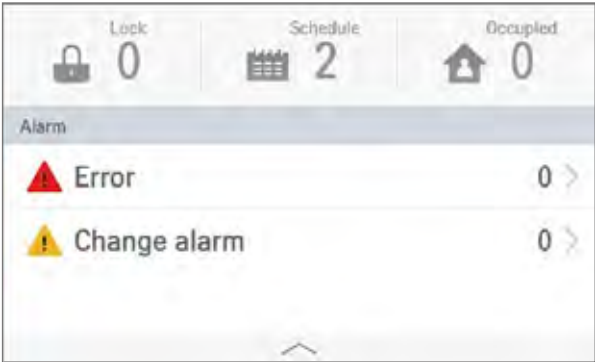 Lock Schedule Occupied
0 2 0
Alarm
Error 0
Change alarm 0